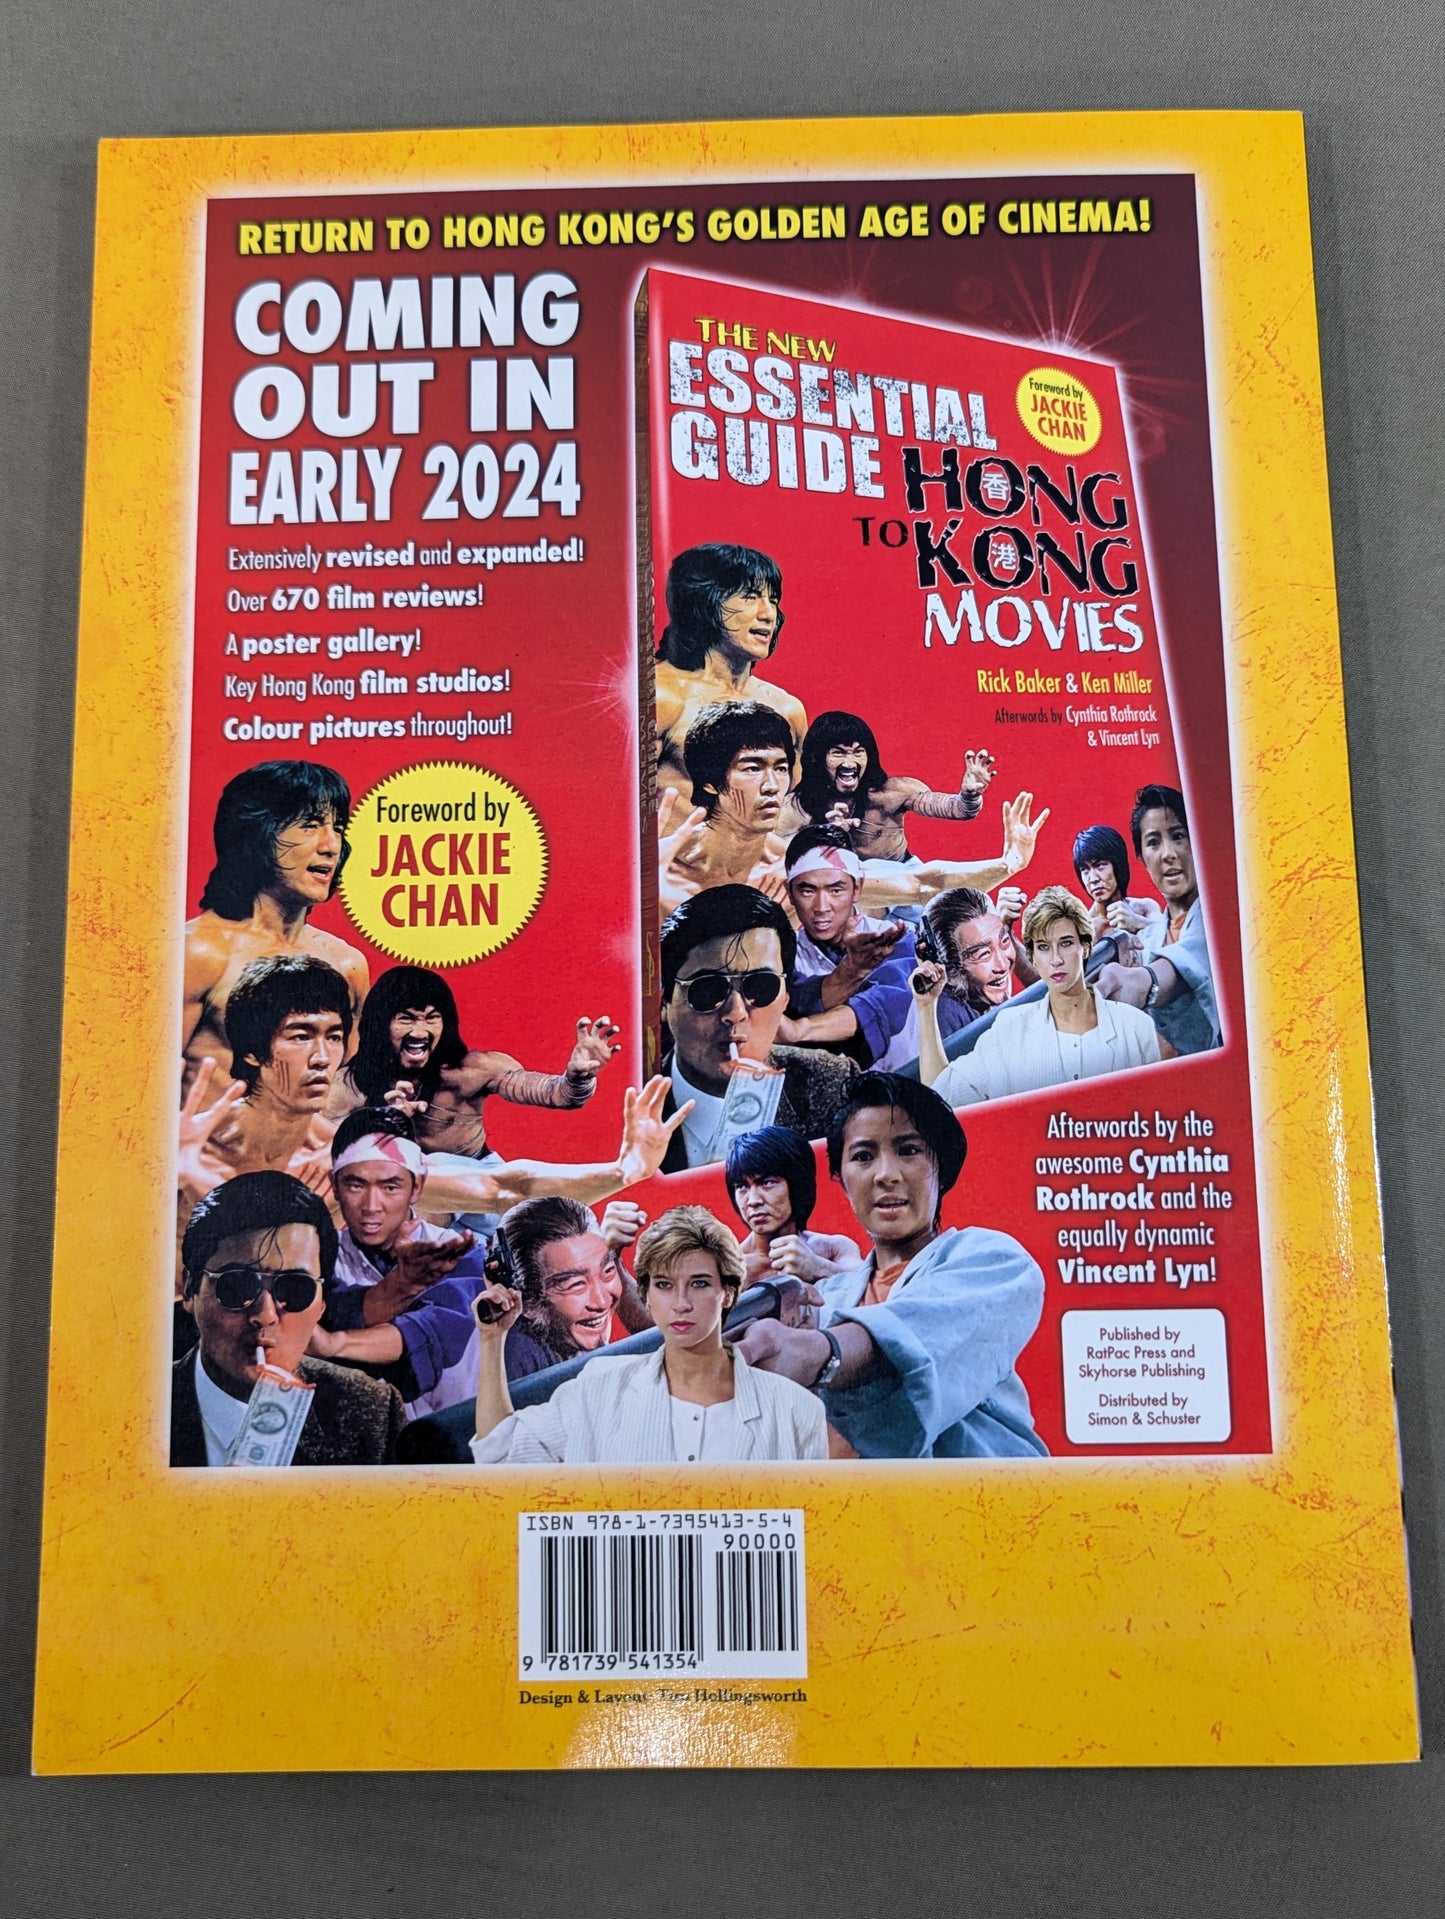 RETURN TO HONG KONG'S GOLDEN AGE OF CINEMA!
COMING
OUT IN
EARLY 2024
Extensively revised and expanded!
Over 670 film reviews!
A poster gallery!
Key Hong Kong film studios!
Colour pictures throughout!
Foreword by
JACKIE
CHAN
THE NEW
ESSENTIAL
GUIDE
TO
HONG
香
KONG
港
MOVIES
Foreword by
JACKIE
CHAN
Rick Baker & Ken Miller
Afterwords by Cynthia Rothrock
& Vincent Lyn
Afterwords by the
awesome Cynthia
Rothrock and the
equally dynamic
Vincent Lyn!
Published by
RatPac Press and
Skyhorse Publishing
Distributed by
Simon & Schuster
ISBN 978-1-7395413-5-4
90000
9 781739 541354
Design & Layout: Tim Hollingsworth